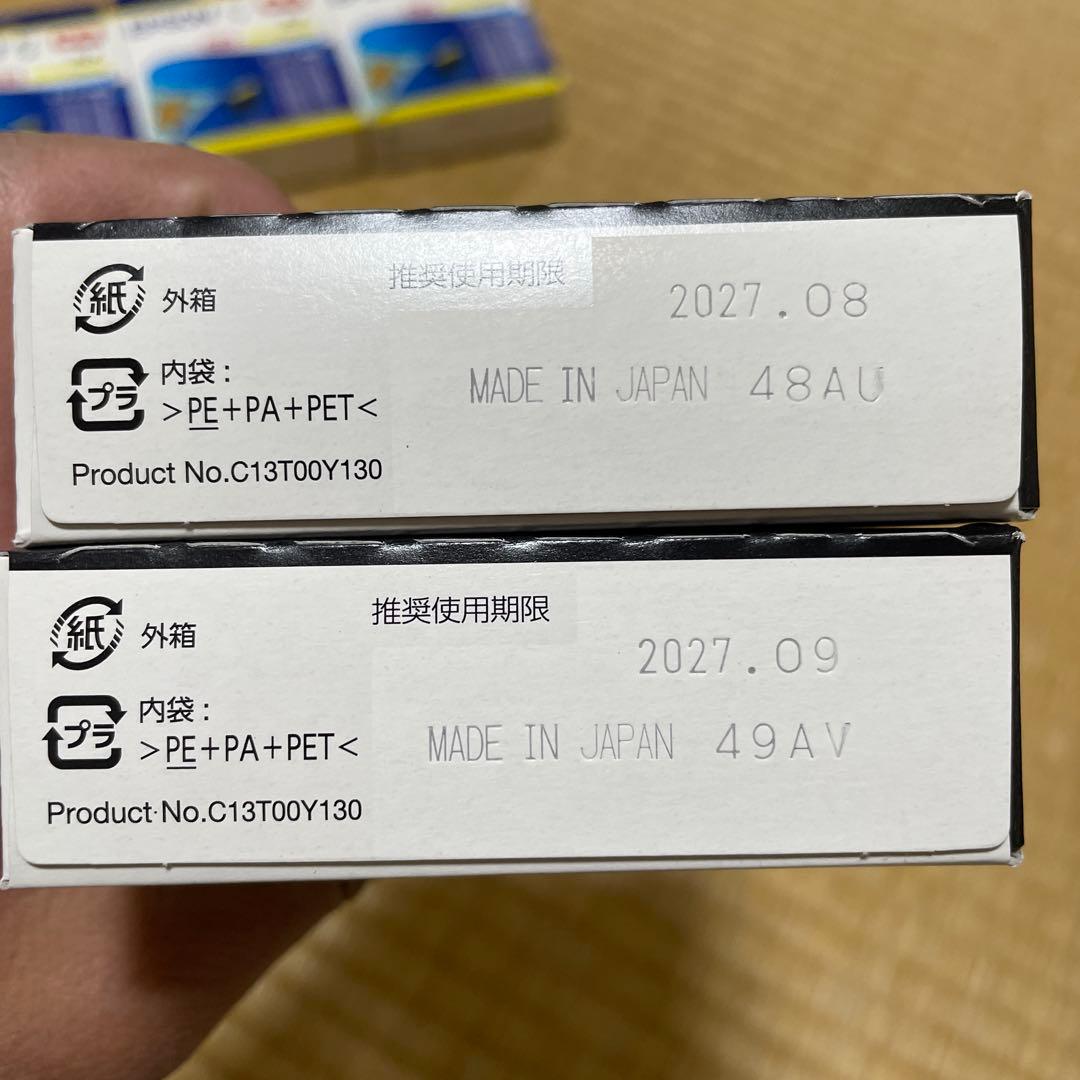 推奨使用期限
2027.08
紙 外箱
プラ 内袋:
>PE+PA+PET<
MADE IN JAPAN 48AU
Product No.C13T00Y130
推奨使用期限
2027.09
紙 外箱
プラ 内袋:
>PE+PA+PET<
MADE IN JAPAN 49AV
Product No.C13T00Y130